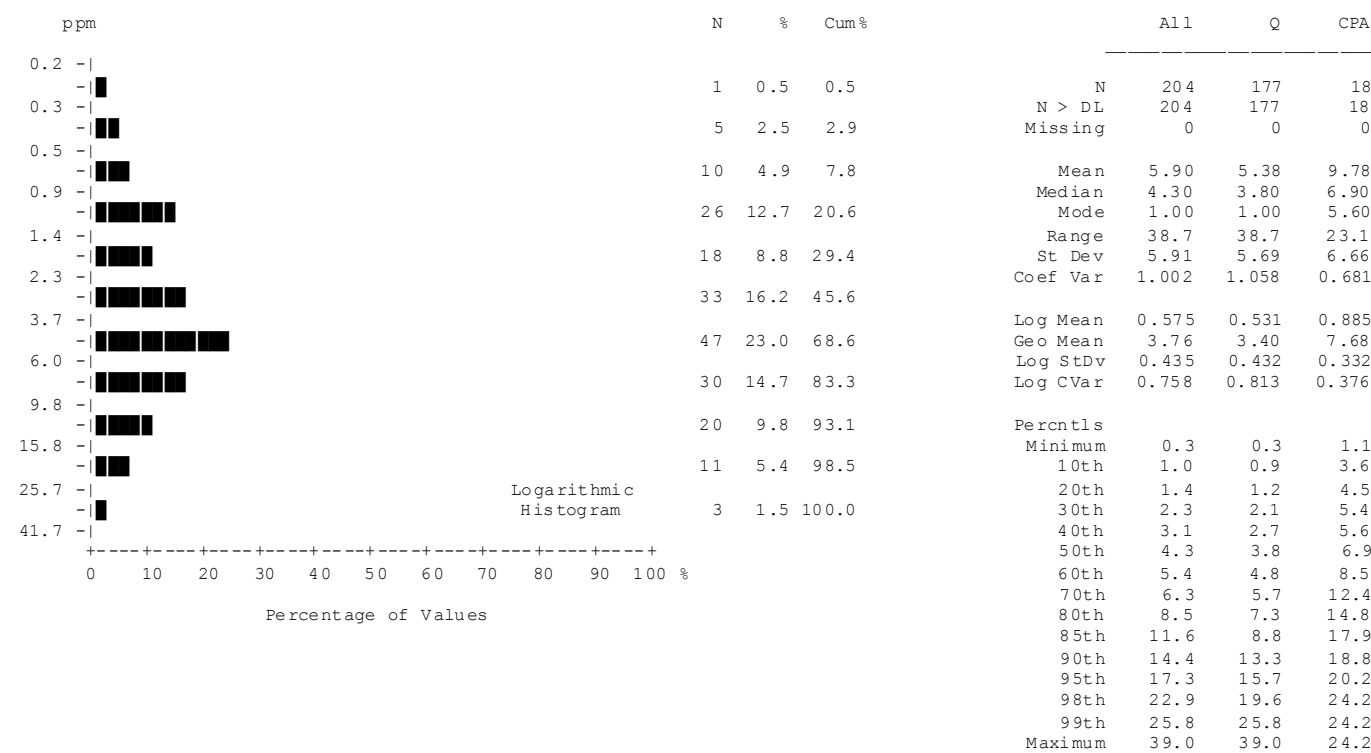 ppm N % Cum% All Q CPA
0.2
1 0.5 0.5 N 204 177 18
0.3 N > DL 204 177 18
5 2.5 2.9 Missing 0 0 0
0.5
10 4.9 7.8 Mean 5.90 5.38 9.78
0.9 Median 4.30 3.80 6.90
26 12.7 20.6 Mode 1.00 1.00 5.60
1.4 Range 38.7 38.7 23.1
18 8.8 29.4 St Dev 5.91 5.69 6.66
2.3 Coef Var 1.002 1.058 0.681
33 16.2 45.6
3.7 Log Mean 0.575 0.531 0.885
47 23.0 68.6 Geo Mean 3.76 3.40 7.68
6.0 Log StDv 0.435 0.432 0.332
30 14.7 83.3 Log CVar 0.758 0.813 0.376
9.8
20 9.8 93.1 Percntls
15.8 Minimum 0.3 0.3 1.1
11 5.4 98.5 10th 1.0 0.9 3.6
25.7 Logarithmic 20th 1.4 1.2 4.5
Histogram 3 1.5 100.0 30th 2.3 2.1 5.4
41.7 40th 3.1 2.7 5.6
50th 4.3 3.8 6.9
0 10 20 30 40 50 60 70 80 90 100 % 60th 5.4 4.8 8.5
70th 6.3 5.7 12.4
Percentage of Values 80th 8.5 7.3 14.8
85th 11.6 8.8 17.9
90th 14.4 13.3 18.8
95th 17.3 15.7 20.2
98th 22.9 19.6 24.2
99th 25.8 25.8 24.2
Maximum 39.0 39.0 24.2